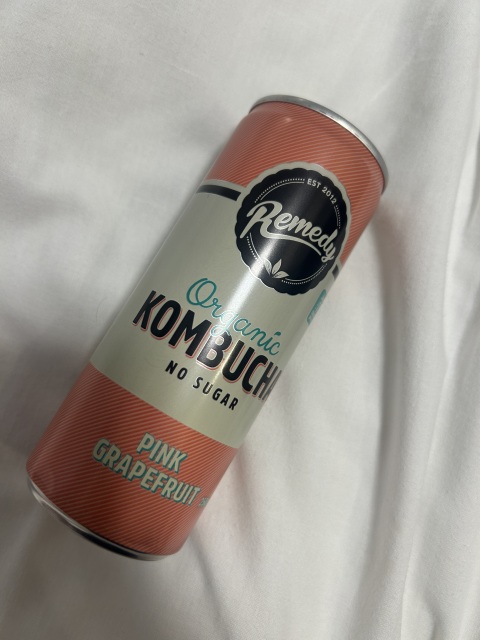 EST 2012
Remedy
Organic
KOMBUCHA
NO SUGAR
PINK
GRAPEFRUIT